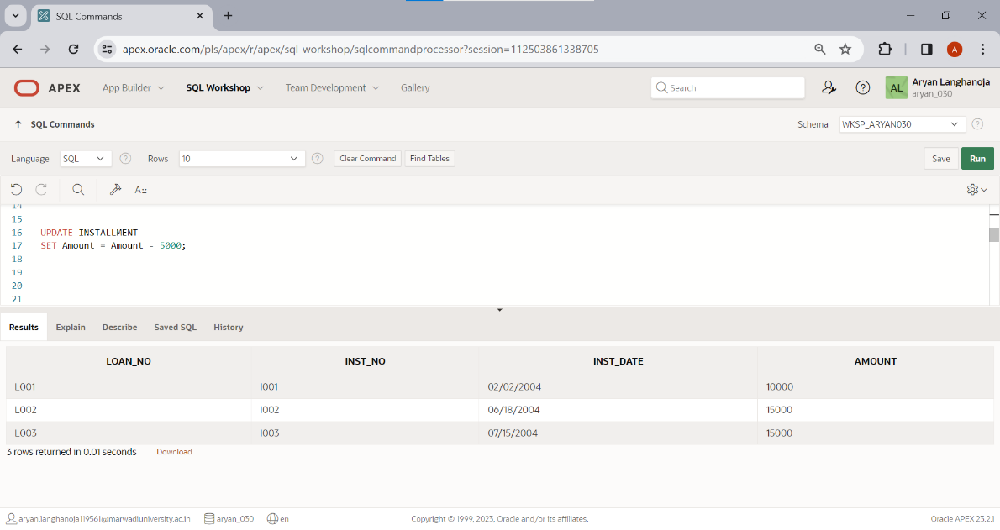 SQL Commands
apex.oracle.com/pls/apex/r/apex/sql-workshop/sqlcommandprocessor?session=112503861338705
A
APEX App Builder SQL Workshop Team Development Gallery Search AL Aryan Langhanoja
aryan_030
SQL Commands Schema WKSP_ARYAN030
Language SQL Rows 10 Clear Command Find Tables Save Run
14
15
16 UPDATE INSTALLMENT
17 SET Amount = Amount - 5000;
18
19
20
21
Results Explain Describe Saved SQL History
LOAN_NO INST_NO INST_DATE AMOUNT
L001 I001 02/02/2004 10000
L002 I002 06/18/2004 15000
L003 I003 07/15/2004 15000
3 rows returned in 0.01 seconds Download
aryan.langhanoja119561@marwadiuniversity.ac.in aryan_030 en Copyright © 1999, 2023, Oracle and/or its affiliates. Oracle APEX 23.2.1